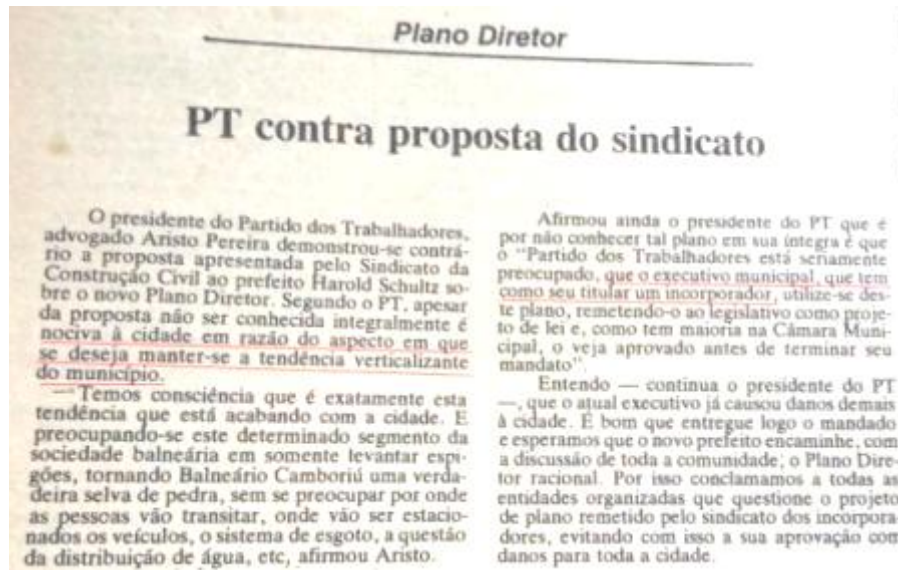 Plano Diretor
PT contra proposta do sindicato
O presidente do Partido dos Trabalhadores,
advogado Aristo Pereira demonstrou-se contrá-
rio a proposta apresentada pelo Sindicato da
Construção Civil ao prefeito Harold Schultz so-
bre o novo Plano Diretor. Segundo o PT, apesar
da proposta não ser conhecida integralmente é
nociva à cidade em razão do aspecto em que
se deseja manter-se a tendência verticalizante
do município.
— Temos consciência que é exatamente esta
tendência que está acabando com a cidade. E
preocupando-se este determinado segmento da
sociedade balneária em somente levantar espi-
gões, tornando Balneário Camboriú uma verda-
deira selva de pedra, sem se preocupar por onde
as pessoas vão transitar, onde vão ser estacio-
nados os veículos, o sistema de esgoto, a questão
da distribuição de água, etc, afirmou Aristo.
Afirmou ainda o presidente do PT que é
por não conhecer tal plano em sua íntegra é que
o "Partido dos Trabalhadores está seriamente
preocupado, que o executivo municipal, que tem
como seu titular um incorporador, utilize-se des-
te plano, remetendo-o ao legislativo como proje-
to de lei e, como tem maioria na Câmara Muni-
cipal, o veja aprovado antes de terminar seu
mandato".
Entendo — continua o presidente do PT
—, que o atual executivo já causou danos demais
à cidade. É bom que entregue logo o mandado
e esperamos que o novo prefeito encaminhe, com
a discussão de toda a comunidade, o Plano Dire-
tor racional. Por isso conclamamos a todas as
entidades organizadas que questione o projeto
de plano remetido pelo sindicato dos incorpora-
dores, evitando com isso a sua aprovação com
danos para toda a cidade.